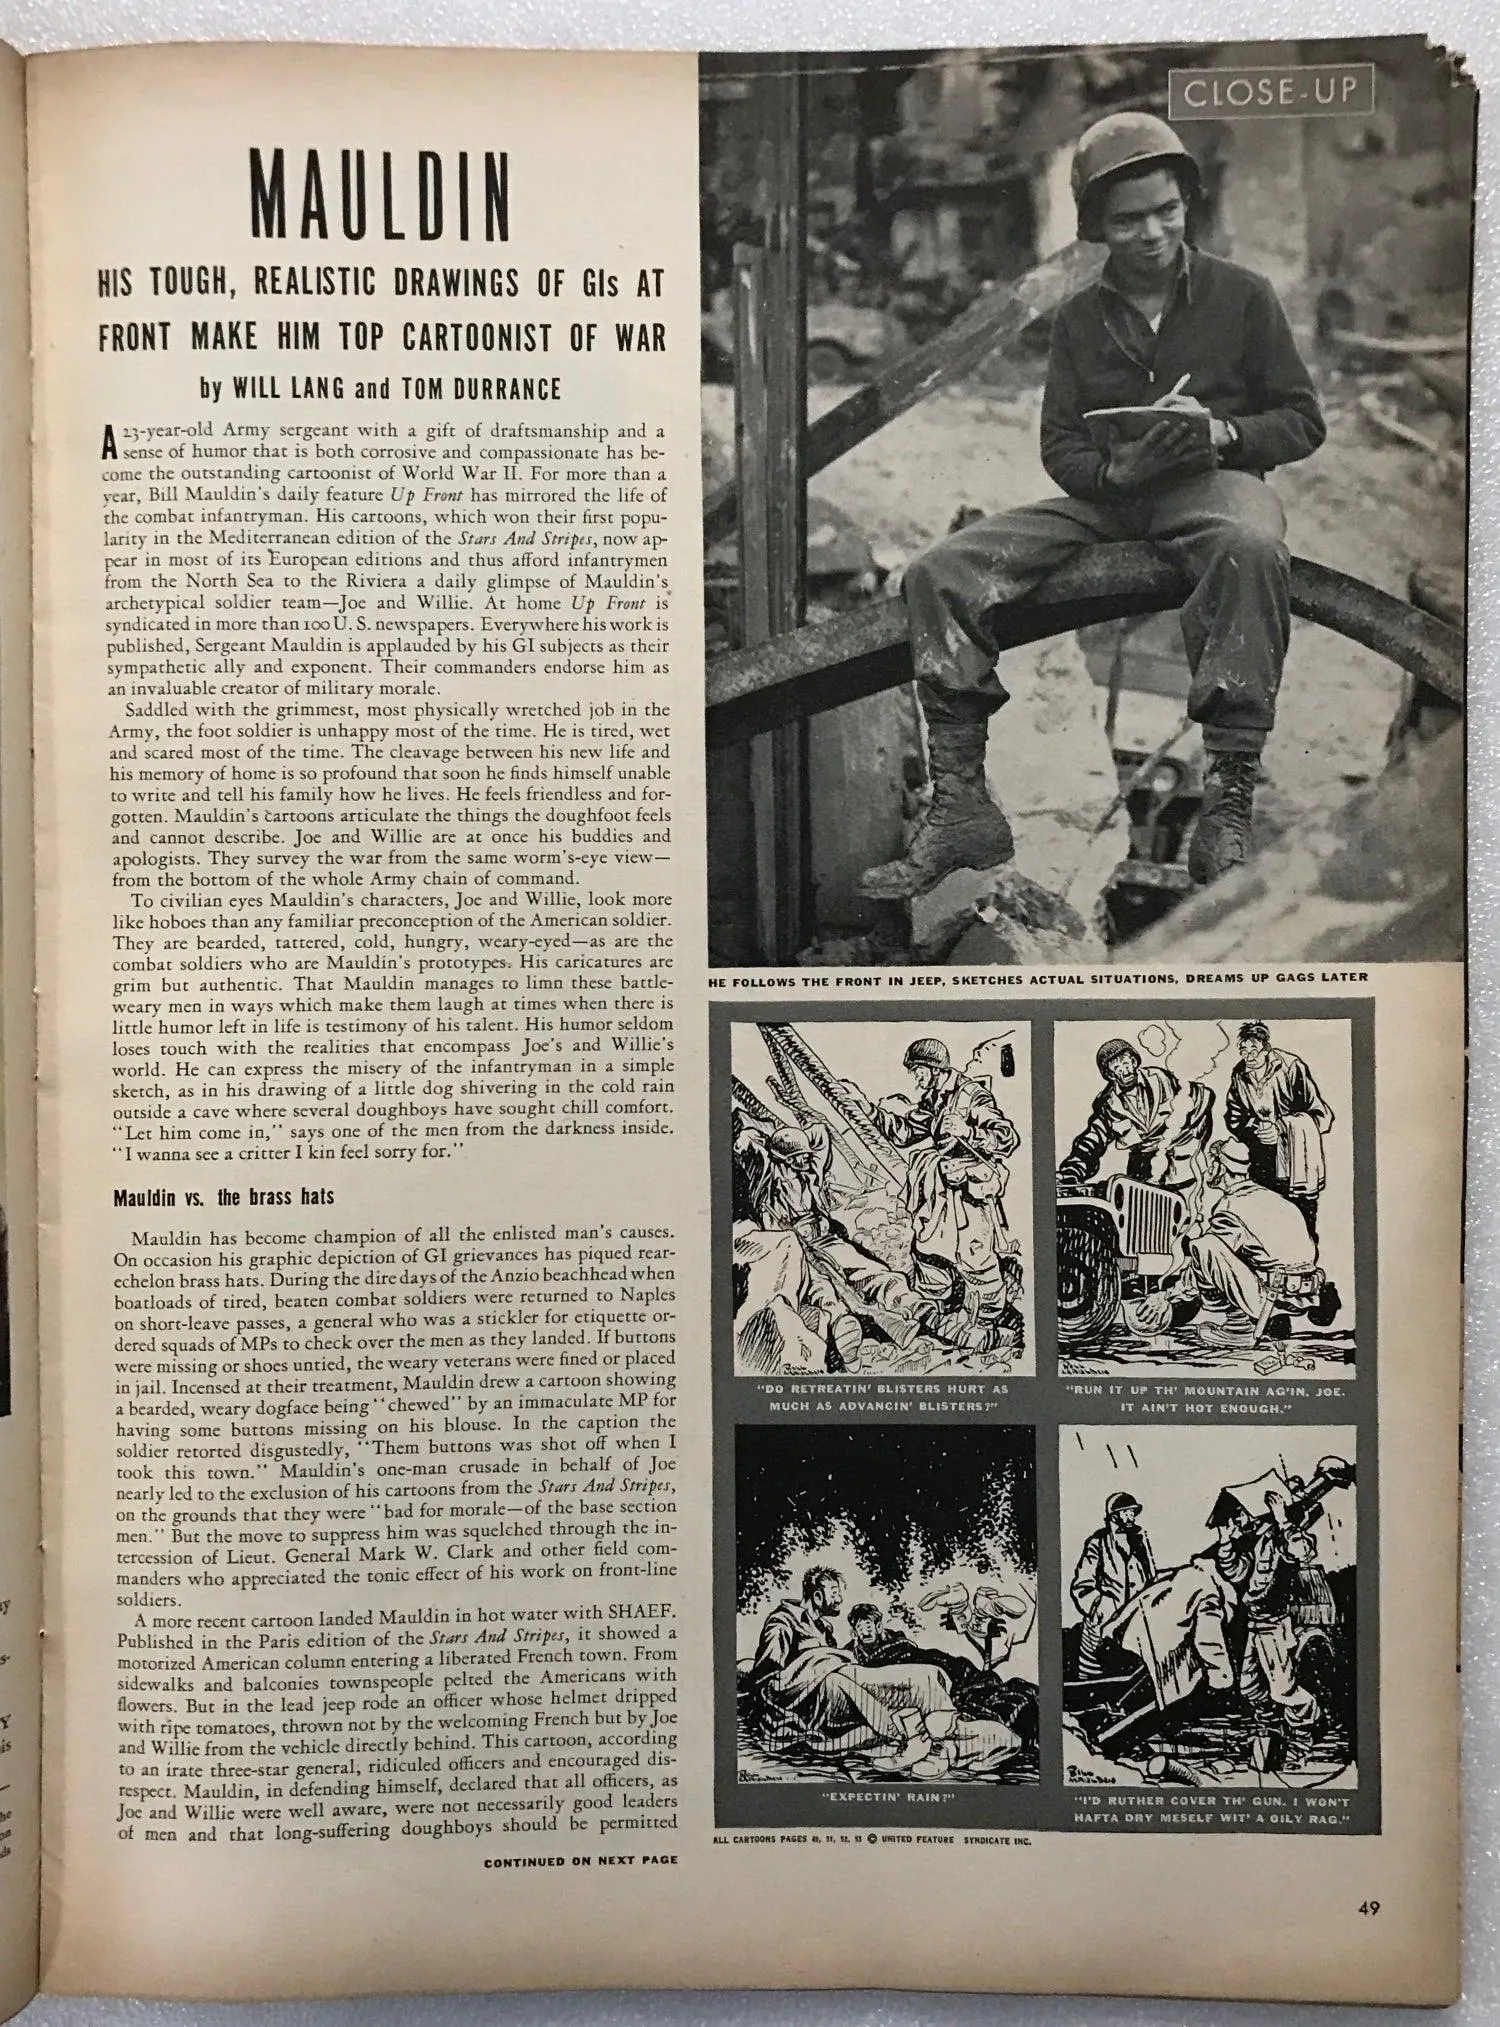 CLOSE-UP
MAULDIN
HIS TOUGH, REALISTIC DRAWINGS OF GIs AT
FRONT MAKE HIM TOP CARTOONIST OF WAR
by WILL LANG and TOM DURRANCE
A 23-year-old Army sergeant with a gift of draftsmanship and a
sense of humor that is both corrosive and compassionate has be-
come the outstanding cartoonist of World War II. For more than a
year, Bill Mauldin's daily feature Up Front has mirrored the life of
the combat infantryman. His cartoons, which won their first popu-
larity in the Mediterranean edition of the Stars And Stripes, now ap-
pear in most of its European editions and thus afford infantrymen
from the North Sea to the Riviera a daily glimpse of Mauldin's
archetypical soldier team—Joe and Willie. At home Up Front is
syndicated in more than 100 U. S. newspapers. Everywhere his work is
published, Sergeant Mauldin is applauded by his GI subjects as their
sympathetic ally and exponent. Their commanders endorse him as
an invaluable creator of military morale.
Saddled with the grimmest, most physically wretched job in the
Army, the foot soldier is unhappy most of the time. He is tired, wet
and scared most of the time. The cleavage between his new life and
his memory of home is so profound that soon he finds himself unable
to write and tell his family how he lives. He feels friendless and for-
gotten. Mauldin's cartoons articulate the things the doughfoot feels
and cannot describe. Joe and Willie are at once his buddies and
apologists. They survey the war from the same worm's-eye view—
from the bottom of the whole Army chain of command.
To civilian eyes Mauldin's characters, Joe and Willie, look more
like hoboes than any familiar preconception of the American soldier.
They are bearded, tattered, cold, hungry, weary-eyed—as are the
combat soldiers who are Mauldin's prototypes. His caricatures are
grim but authentic. That Mauldin manages to limn these battle-
weary men in ways which make them laugh at times when there is
little humor left in life is testimony of his talent. His humor seldom
loses touch with the realities that encompass Joe's and Willie's
world. He can express the misery of the infantryman in a simple
sketch, as in his drawing of a little dog shivering in the cold rain
outside a cave where several doughboys have sought chill comfort.
"Let him come in," says one of the men from the darkness inside.
"I wanna see a critter I kin feel sorry for."
Mauldin vs. the brass hats
Mauldin has become champion of all the enlisted man's causes.
On occasion his graphic depiction of GI grievances has piqued rear-
echelon brass hats. During the dire days of the Anzio beachhead when
boatloads of tired, beaten combat soldiers were returned to Naples
on short-leave passes, a general who was a stickler for etiquette or-
dered squads of MPs to check over the men as they landed. If buttons
were missing or shoes untied, the weary veterans were fined or placed
in jail. Incensed at their treatment, Mauldin drew a cartoon showing
a bearded, weary dogface being "chewed" by an immaculate MP for
having some buttons missing on his blouse. In the caption the
soldier retorted disgustedly, "Them buttons was shot off when I
took this town." Mauldin's one-man crusade in behalf of Joe
nearly led to the exclusion of his cartoons from the Stars And Stripes,
on the grounds that they were "bad for morale—of the base section
men." But the move to suppress him was squelched through the in-
tercession of Lieut. General Mark W. Clark and other field com-
manders who appreciated the tonic effect of his work on front-line
soldiers.
A more recent cartoon landed Mauldin in hot water with SHAEF.
Published in the Paris edition of the Stars And Stripes, it showed a
motorized American column entering a liberated French town. From
sidewalks and balconies townspeople pelted the Americans with
flowers. But in the lead jeep rode an officer whose helmet dripped
with ripe tomatoes, thrown not by the welcoming French but by Joe
and Willie from the vehicle directly behind. This cartoon, according
to an irate three-star general, ridiculed officers and encouraged dis-
respect. Mauldin, in defending himself, declared that all officers, as
Joe and Willie were well aware, were not necessarily good leaders
of men and that long-suffering doughboys should be permitted
CONTINUED ON NEXT PAGE
HE FOLLOWS THE FRONT IN JEEP, SKETCHES ACTUAL SITUATIONS, DREAMS UP GAGS LATER
"DO RETREATIN' BLISTERS HURT AS
MUCH AS ADVANCIN' BLISTERS?"
"RUN IT UP TH' MOUNTAIN AG'IN, JOE.
IT AIN'T HOT ENOUGH."
"EXPECTIN' RAIN?"
"I'D RUTHER COVER TH' GUN. I WON'T
HAFTA DRY MESELF WIT' A OILY RAG."
ALL CARTOONS PAGES 49, 51, 52, 53 © UNITED FEATURE SYNDICATE INC.
49